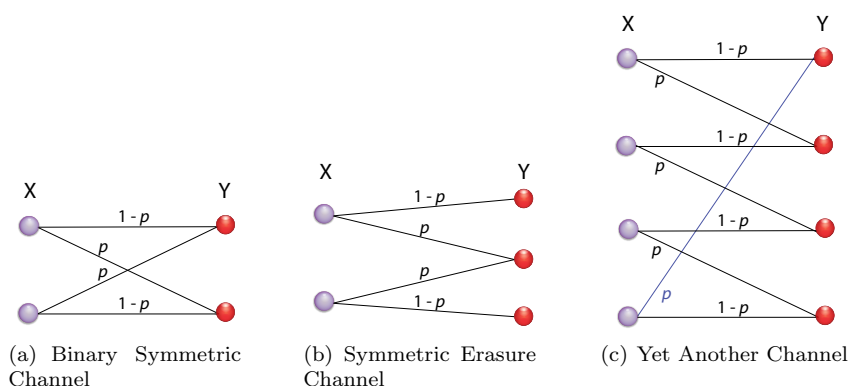 X Y
1 - p
p
p
1 - p
(a) Binary Symmetric
Channel
X Y
1 - p
p
p
1 - p
(b) Symmetric Erasure
Channel
X Y
1 - p
p
1 - p
p
1 - p
p
p
1 - p
(c) Yet Another Channel